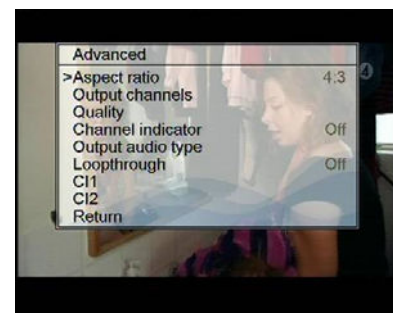 Advanced
>Aspect ratio 4:3
Output channels
Quality
Channel indicator Off
Output audio type
Loopthrough Off
CI1
CI2
Return
4